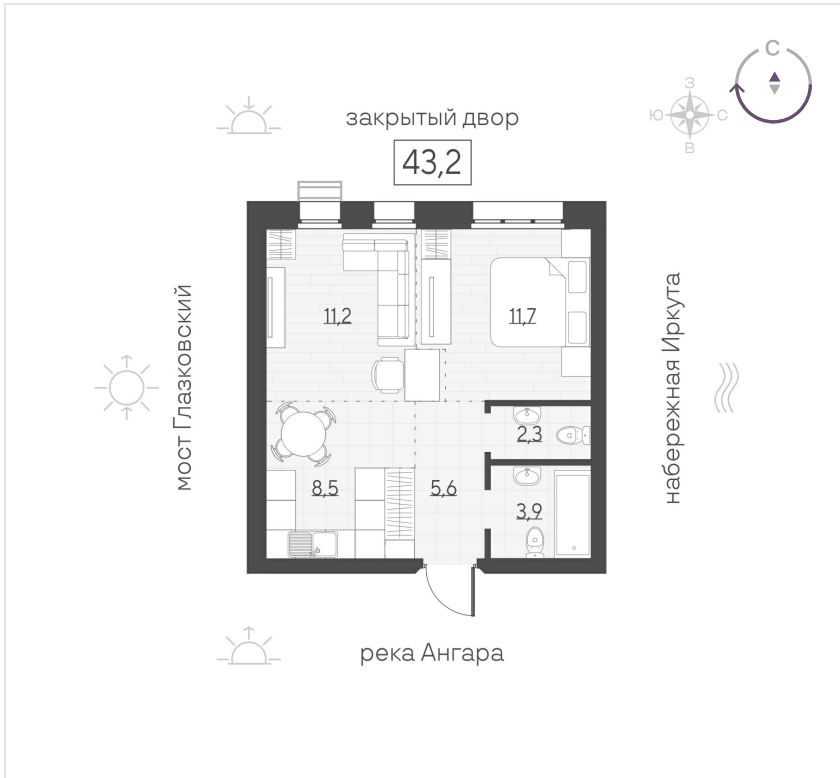 С
З
Ю С
В
закрытый двор
43,2
мост Глазковский
набережная Иркута
11,2
11,7
2,3
8,5
5,6
3,9
река Ангара